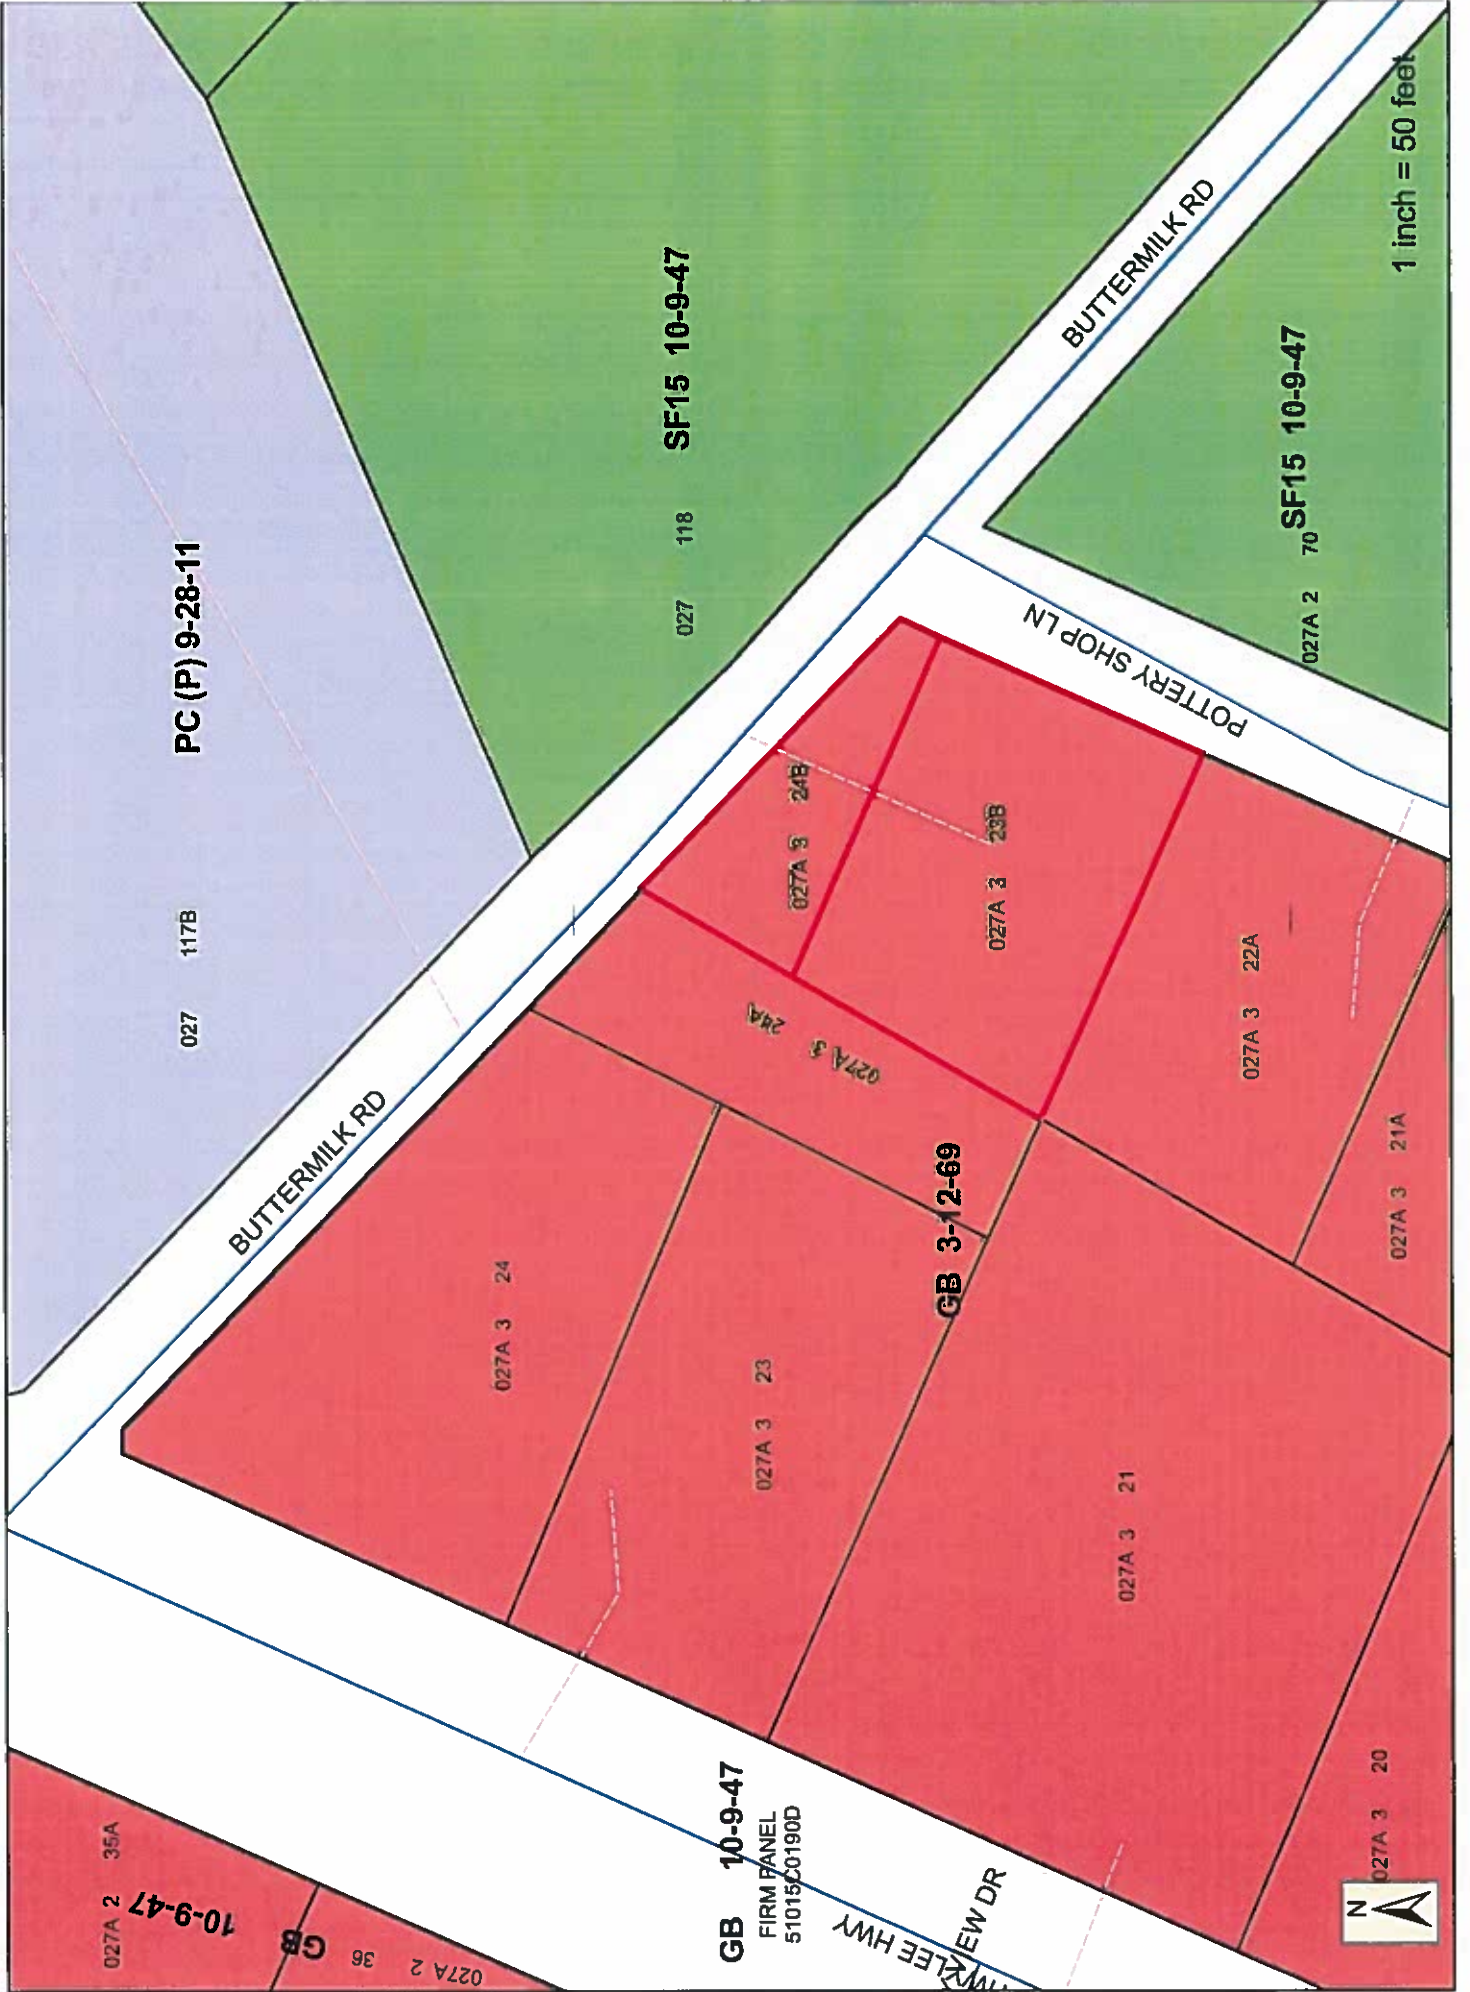 PC (P) 9-28-11
027 117B
SF15 10-9-47
027 118
BUTTERMILK RD
1 inch = 50 feet
SF15 10-9-47
027A 2 70
POTTERY SHOP LN
027A 3 24B
027A 3 23B
027A 3 24A
027A 3 22A
027A 3 21A
BUTTERMILK RD
GB 3-12-69
027A 3 24
027A 3 23
027A 3 21
027A 3 20
GB 10-9-47
FIRM PANEL
51015C0190D
LEE HWY
027A 2 35A
GB 10-9-47
027A 2 36
N